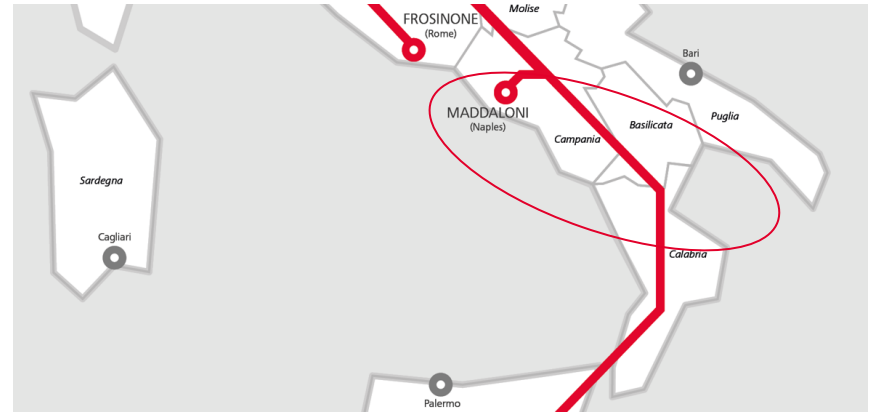 Molise
FROSINONE
(Rome)
Bari
MADDALONI
(Naples)
Puglia
Basilicata
Campania
Sardegna
Cagliari
Calabria
Palermo